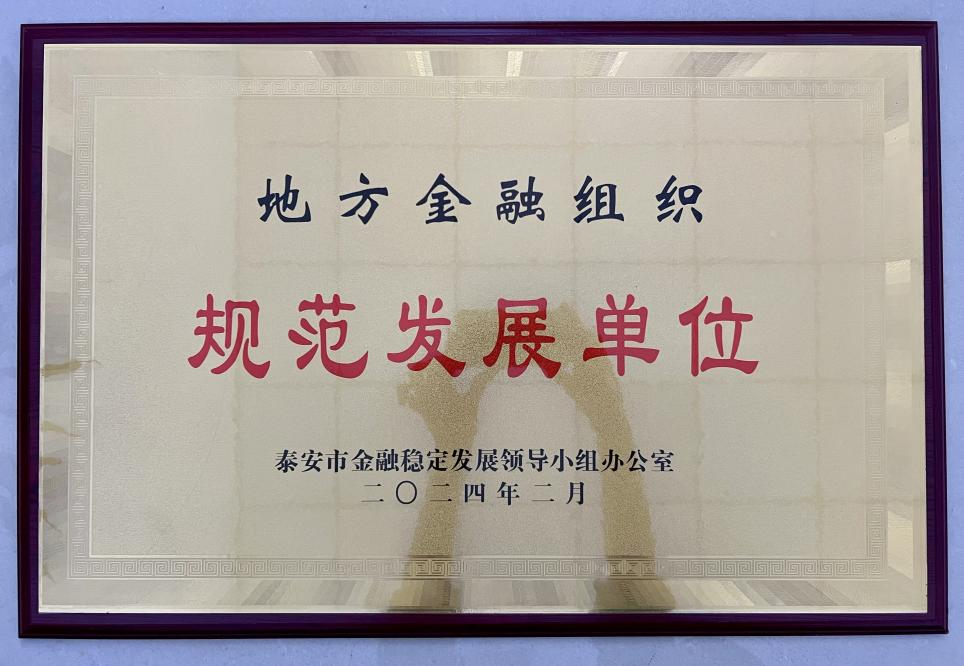 地方金融组织
规范发展单位
泰安市金融稳定发展领导小组办公室
二〇二四年二月